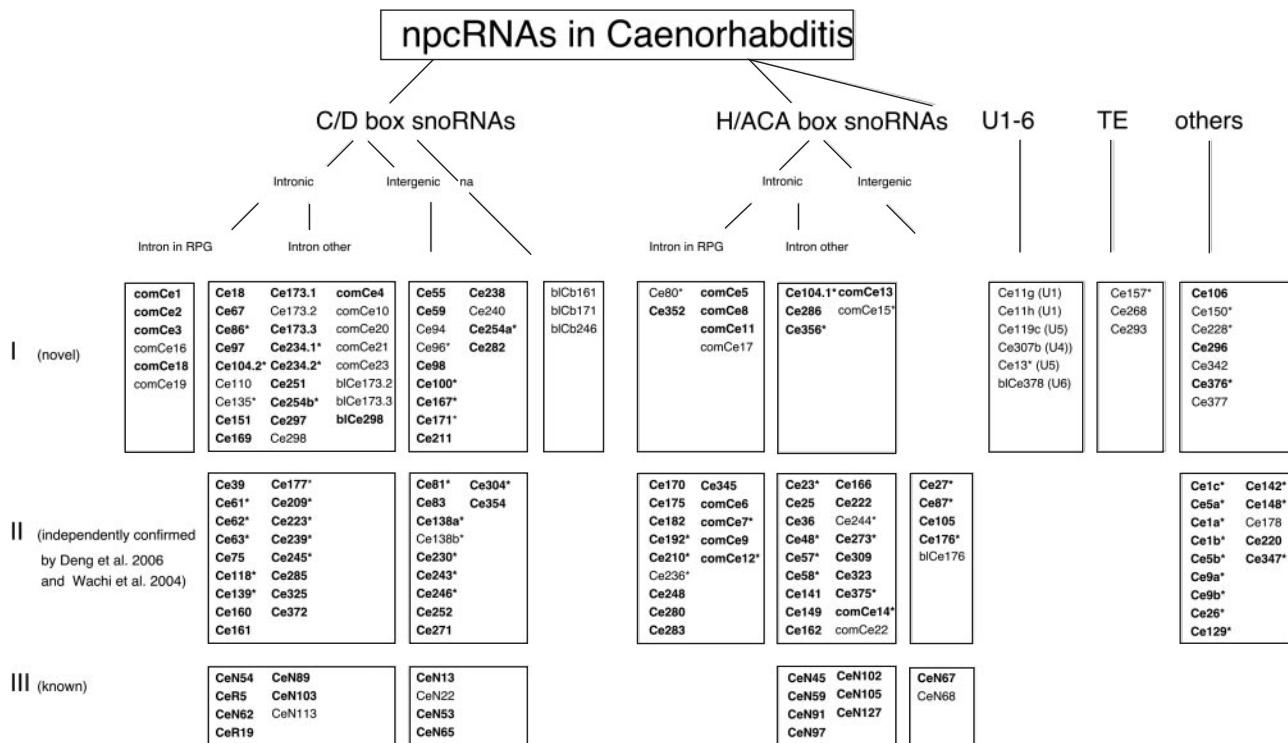 npcRNAs in Caenorhabditis
C/D box snoRNAs H/ACA box snoRNAs U1-6 TE others
Intronic Intergenic na Intronic Intergenic
Intron in RPG Intron other Intron in RPG Intron other
I (novel)
comCe1
comCe2
comCe3
comCe16
comCe18
comCe19
Ce18 Ce173.1 comCe4
Ce67 Ce173.2 comCe10
Ce86* Ce173.3 comCe20
Ce97 Ce234.1* comCe21
Ce104.2* Ce234.2* comCe23
Ce110 Ce251 blCe173.2
Ce135* Ce254b* blCe173.3
Ce151 Ce297 blCe298
Ce169 Ce298
Ce55 Ce238
Ce59 Ce240
Ce94 Ce254a*
Ce96* Ce282
Ce98
Ce100*
Ce167*
Ce171*
Ce211
blCb161
blCb171
blCb246
Ce80* comCe5
Ce352 comCe8
comCe11
comCe17
Ce104.1* comCe13
Ce286 comCe15*
Ce356*
Ce11g (U1)
Ce11h (U1)
Ce119c (U5)
Ce307b (U4))
Ce13* (U5)
blCe378 (U6)
Ce157*
Ce268
Ce293
Ce106
Ce150*
Ce228*
Ce296
Ce342
Ce376*
Ce377
II (independently confirmed
by Deng et al. 2006
and Wachi et al. 2004)
Ce39 Ce177*
Ce61* Ce209*
Ce62* Ce223*
Ce63* Ce239*
Ce75 Ce245*
Ce118* Ce285
Ce139* Ce325
Ce160 Ce372
Ce161
Ce81* Ce304*
Ce83 Ce354
Ce138a*
Ce138b*
Ce230*
Ce243*
Ce246*
Ce252
Ce271
Ce170 Ce345
Ce175 comCe6
Ce182 comCe7*
Ce192* comCe9
Ce210* comCe12*
Ce236*
Ce248
Ce280
Ce283
Ce23* Ce166
Ce25 Ce222
Ce36 Ce244*
Ce48* Ce273*
Ce57* Ce309
Ce58* Ce323
Ce141 Ce375*
Ce149 comCe14*
Ce162 comCe22
Ce27*
Ce87*
Ce105
Ce176*
blCe176
Ce1c* Ce142*
Ce5a* Ce148*
Ce1a* Ce178
Ce1b* Ce220
Ce5b* Ce347*
Ce9a*
Ce9b*
Ce26*
Ce129*
III (known)
CeN54 CeN89
CeR5 CeN103
CeN62 CeN113
CeR19
CeN13
CeN22
CeN53
CeN65
CeN45 CeN102
CeN59 CeN105
CeN91 CeN127
CeN97
CeN67
CeN68